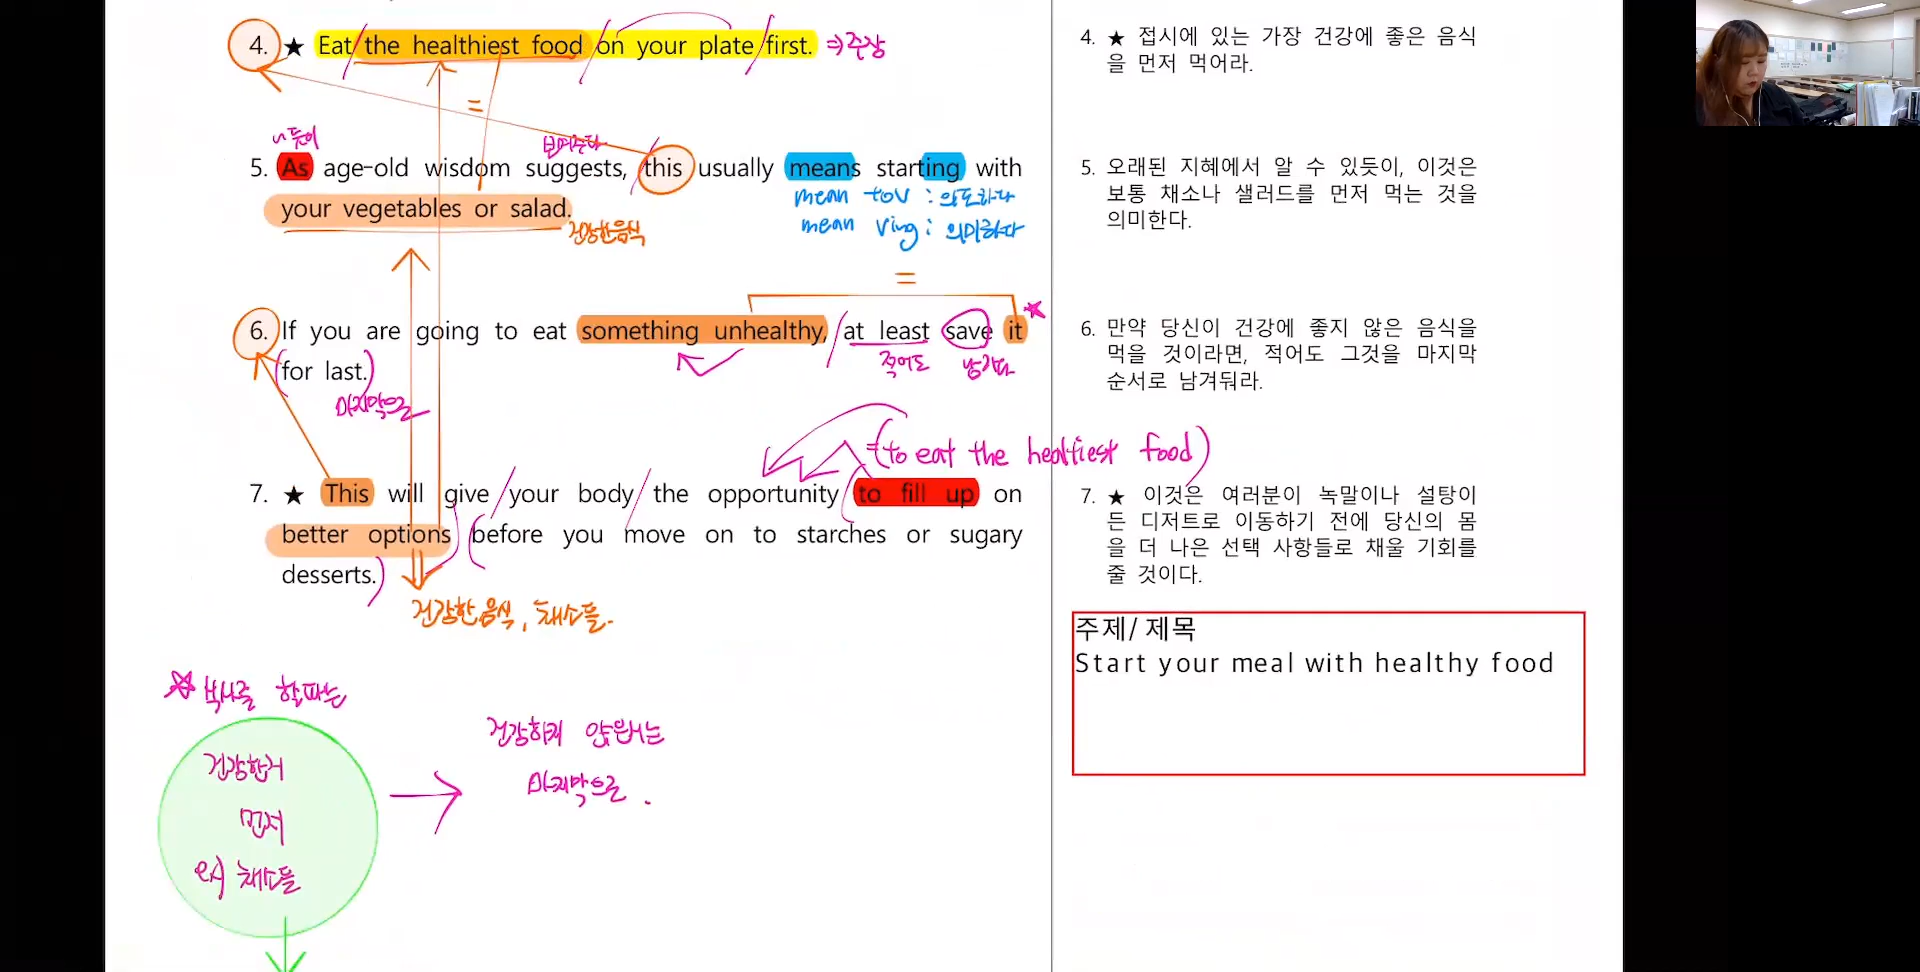 4. ★ Eat the healthiest food on your plate first. ⇒주장
=
~듯이
보여주다
5. As age-old wisdom suggests, this usually means starting with
your vegetables or salad.
건강한음식
mean toV : 의도하다
mean Ving : 의미하다
=
6. If you are going to eat something unhealthy, at least save it ★
for last.
적어도
남기다
마지막으로
=(to eat the healtiest food)
7. ★ This will give your body the opportunity to fill up on
better options before you move on to starches or sugary
desserts.
건강한음식, 채소들.
☆ 식사를 할때는
건강한거
먼저
ex) 채소들
→
건강하지 않은거는
마지막으로.
4. ★ 접시에 있는 가장 건강에 좋은 음식
을 먼저 먹어라.
5. 오래된 지혜에서 알 수 있듯이, 이것은
보통 채소나 샐러드를 먼저 먹는 것을
의미한다.
6. 만약 당신이 건강에 좋지 않은 음식을
먹을 것이라면, 적어도 그것을 마지막
순서로 남겨둬라.
7. ★ 이것은 여러분이 녹말이나 설탕이
든 디저트로 이동하기 전에 당신의 몸
을 더 나은 선택 사항들로 채울 기회를
줄 것이다.
주제/ 제목
Start your meal with healthy food